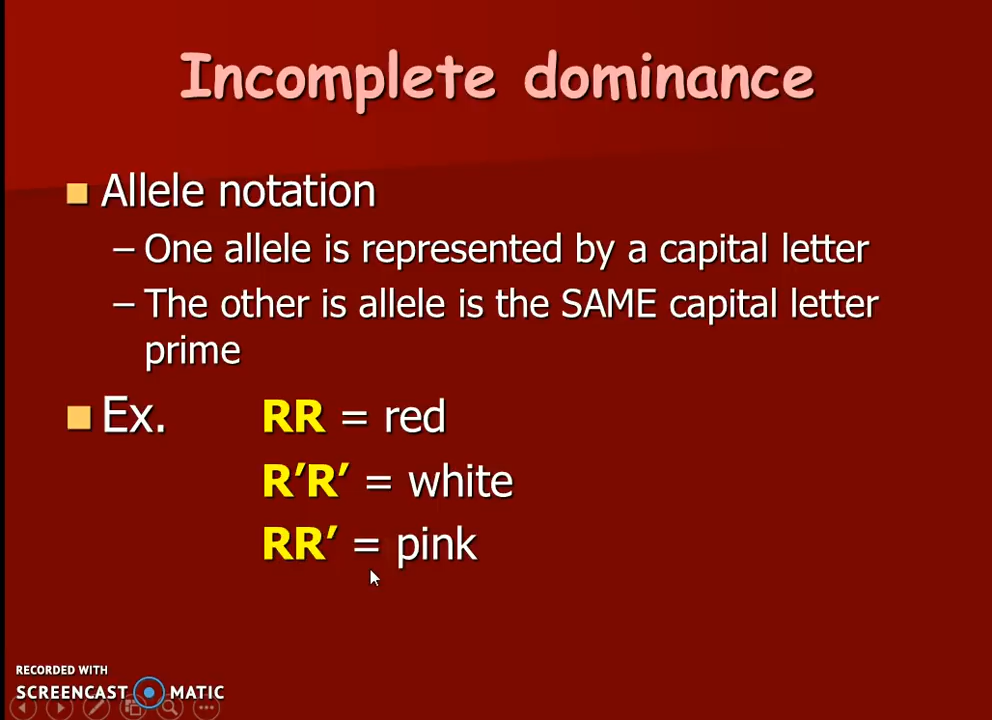 Incomplete dominance
Allele notation
– One allele is represented by a capital letter
– The other is allele is the SAME capital letter
prime
Ex. RR = red
R’R’ = white
RR’ = pink
RECORDED WITH
SCREENCAST MATIC